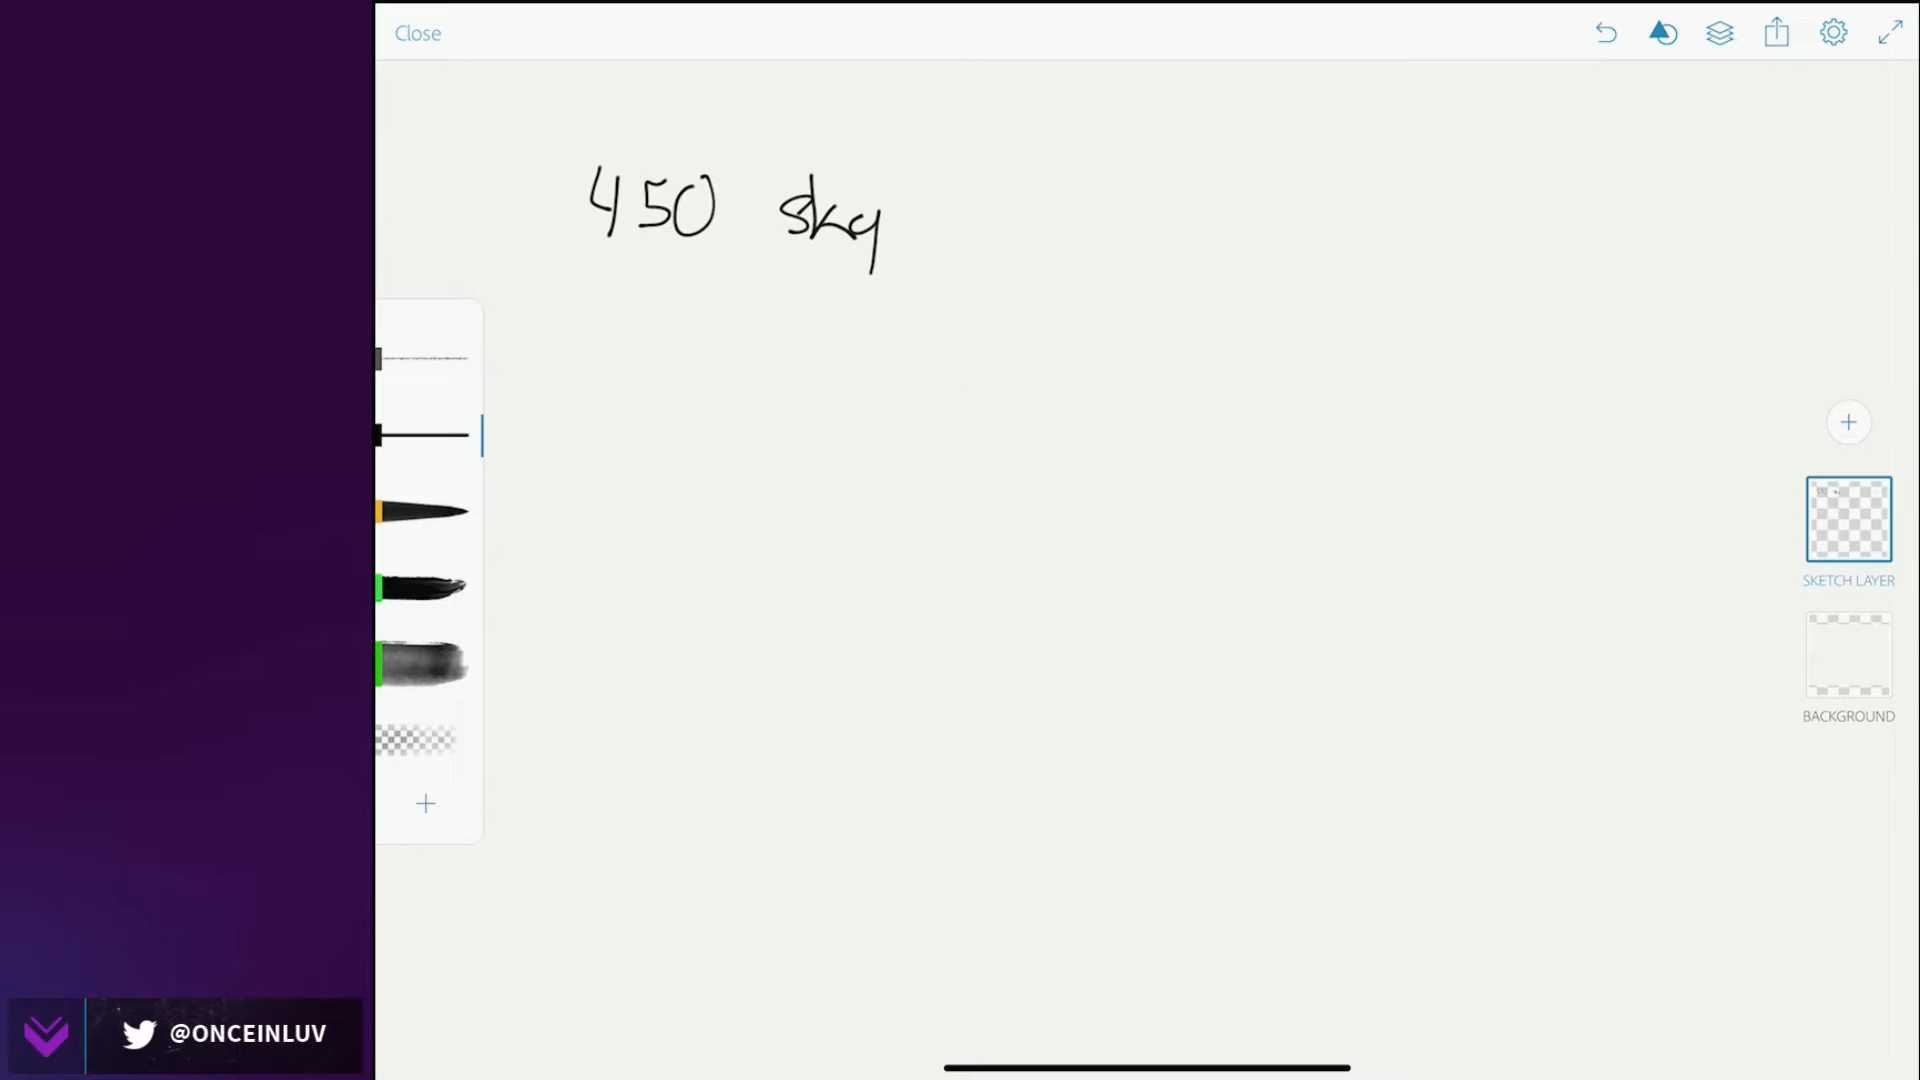 Close
450 sky
SKETCH LAYER
BACKGROUND
@ONCEINLUV